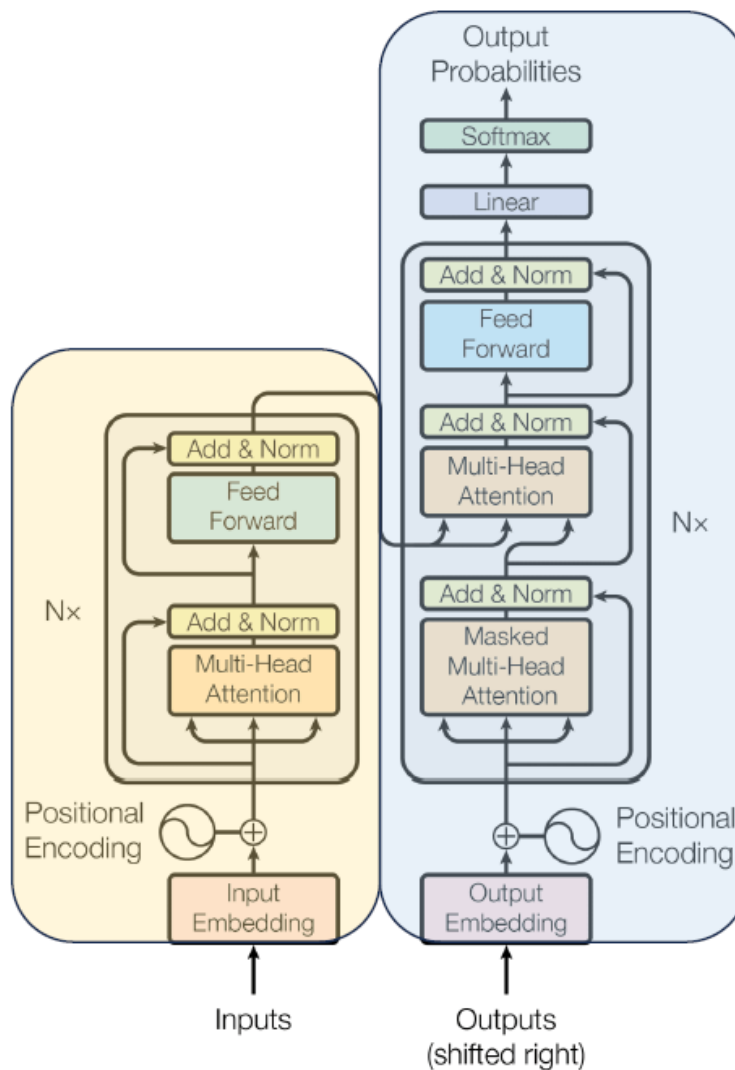 Output
Probabilities
Softmax
Linear
Add & Norm
Feed
Forward
Add & Norm
Multi-Head
Attention
Nx
Add & Norm
Masked
Multi-Head
Attention
Positional
Encoding
Output
Embedding
Outputs
(shifted right)
Add & Norm
Feed
Forward
Nx
Add & Norm
Multi-Head
Attention
Positional
Encoding
Input
Embedding
Inputs